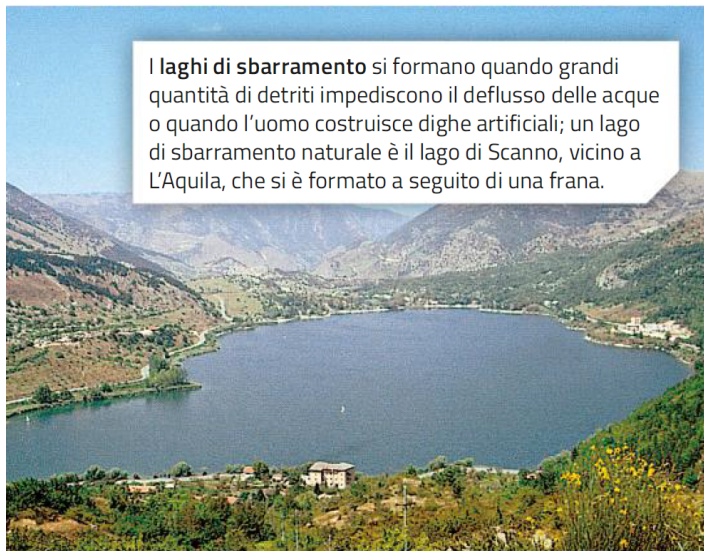 I laghi di sbarramento si formano quando grandi
quantità di detriti impediscono il deflusso delle acque
o quando l'uomo costruisce dighe artificiali; un lago
di sbarramento naturale è il lago di Scanno, vicino a
L'Aquila, che si è formato a seguito di una frana.